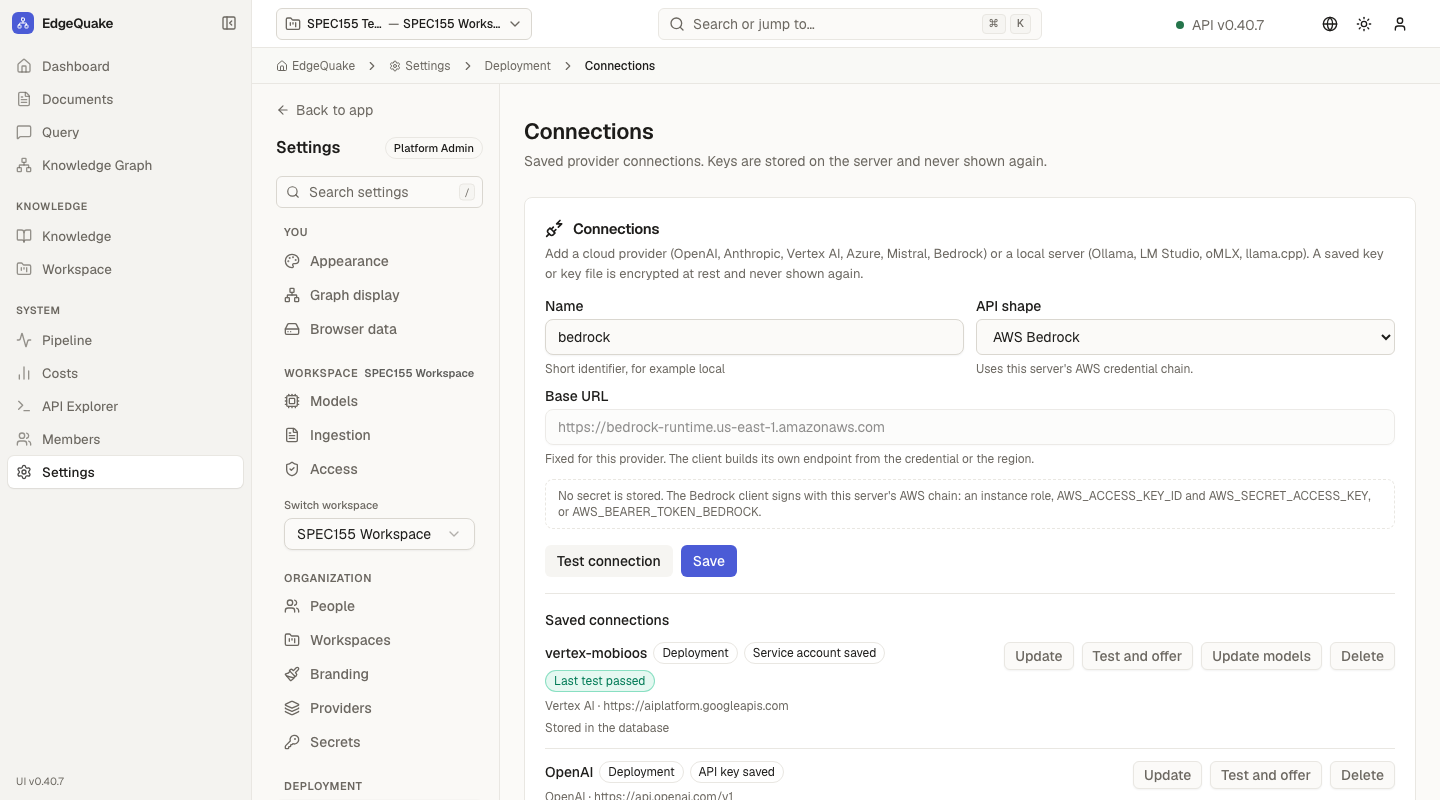 EdgeQuake
Dashboard
Documents
Query
Knowledge Graph
KNOWLEDGE
Knowledge
Workspace
SYSTEM
Pipeline
Costs
API Explorer
Members
Settings
UI v0.40.7
SPEC155 Te... — SPEC155 Works...
Search or jump to...
⌘ K
API v0.40.7
EdgeQuake > Settings > Deployment > Connections
Back to app
Settings
Platform Admin
Search settings /
YOU
Appearance
Graph display
Browser data
WORKSPACE SPEC155 Workspace
Models
Ingestion
Access
Switch workspace
SPEC155 Workspace
ORGANIZATION
People
Workspaces
Branding
Providers
Secrets
DEPLOYMENT
Connections
Saved provider connections. Keys are stored on the server and never shown again.
Connections
Add a cloud provider (OpenAI, Anthropic, Vertex AI, Azure, Mistral, Bedrock) or a local server (Ollama, LM Studio, oMLX, llama.cpp). A saved key
or key file is encrypted at rest and never shown again.
Name
bedrock
Short identifier, for example local
API shape
AWS Bedrock
Uses this server's AWS credential chain.
Base URL
https://bedrock-runtime.us-east-1.amazonaws.com
Fixed for this provider. The client builds its own endpoint from the credential or the region.
No secret is stored. The Bedrock client signs with this server's AWS chain: an instance role, AWS_ACCESS_KEY_ID and AWS_SECRET_ACCESS_KEY,
or AWS_BEARER_TOKEN_BEDROCK.
Test connection
Save
Saved connections
vertex-mobioos Deployment Service account saved
Last test passed
Update Test and offer Update models Delete
Vertex AI · https://aiplatform.googleapis.com
Stored in the database
OpenAI Deployment API key saved
Update Test and offer Delete
OpenAI · https://api.openai.com/v1